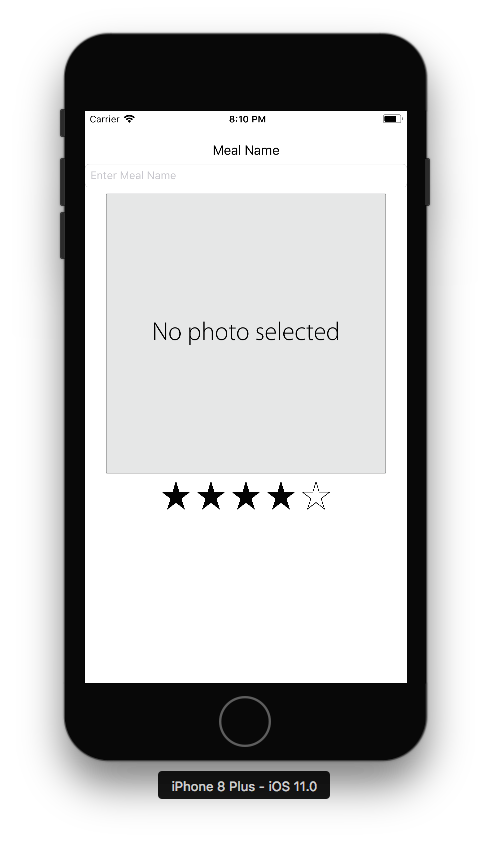 Carrier 8:10 PM
Meal Name
Enter Meal Name
No photo selected
iPhone 8 Plus - iOS 11.0